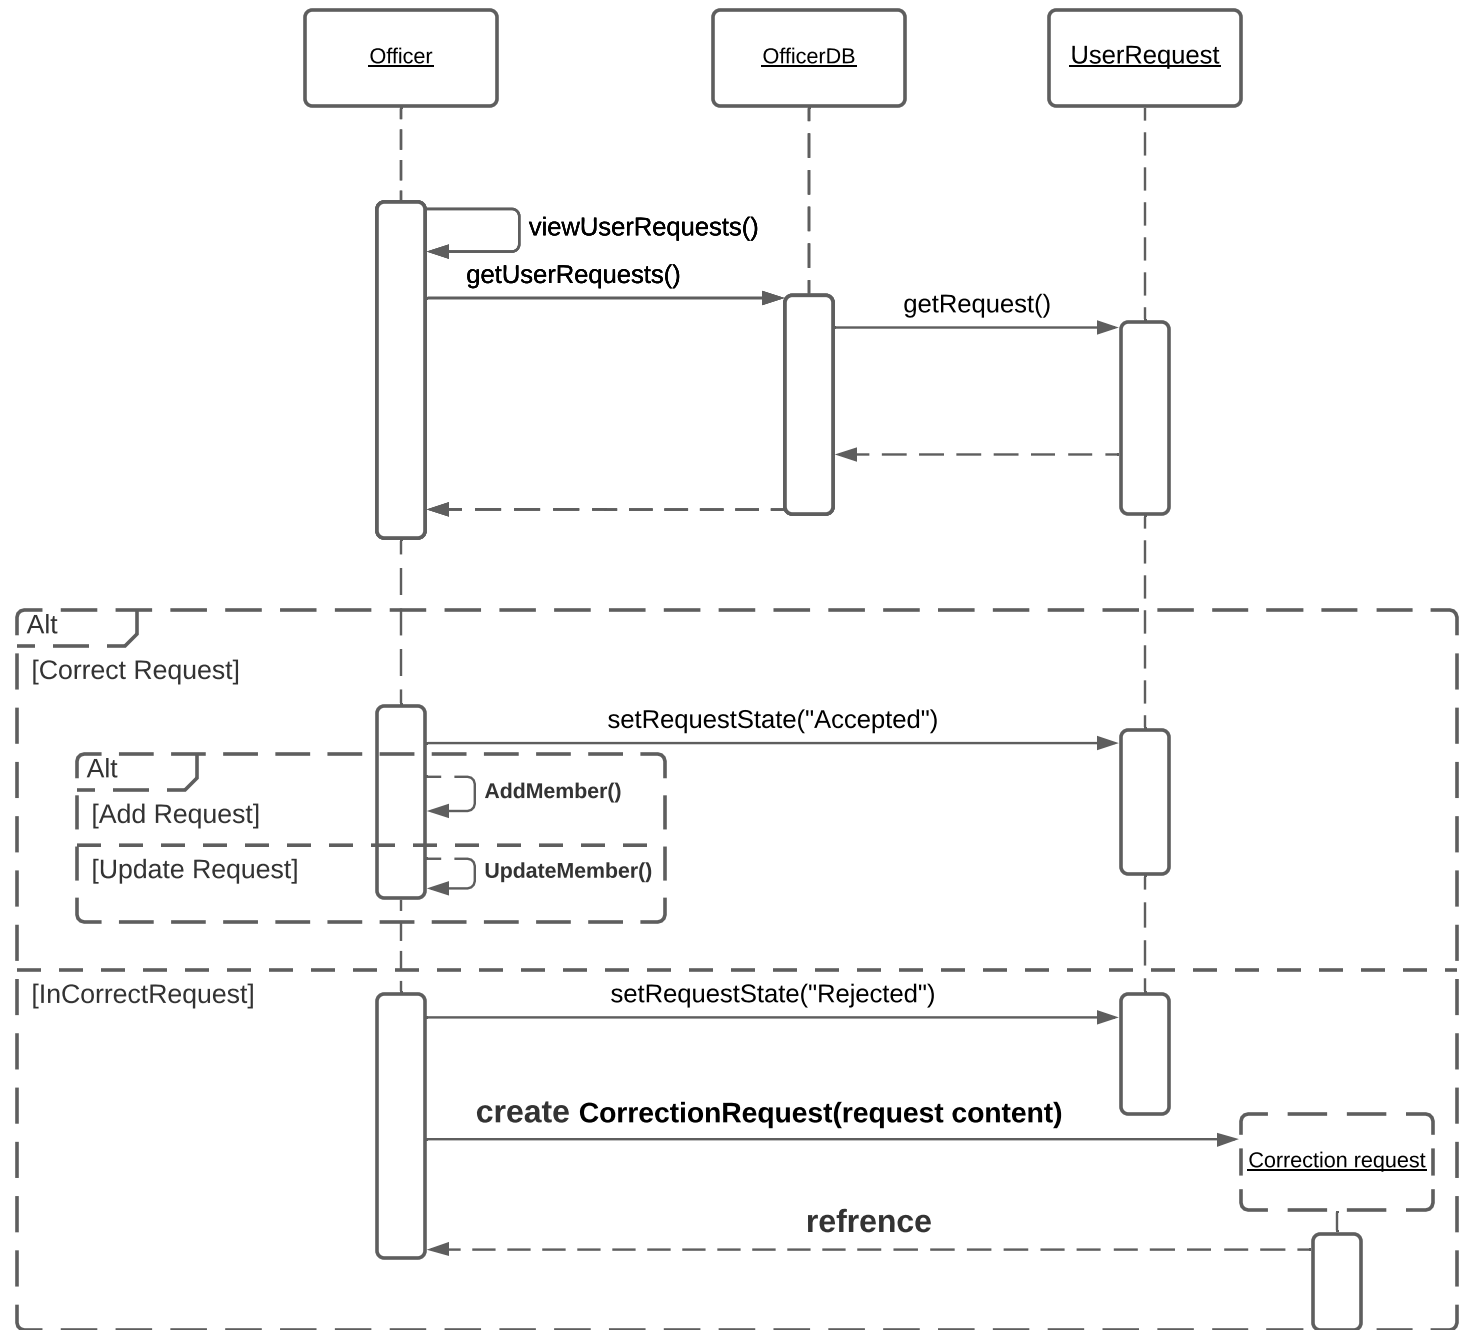 Officer
OfficerDB
UserRequest
viewUserRequests()
getUserRequests()
getRequest()
Alt
[Correct Request]
setRequestState("Accepted")
Alt
AddMember()
[Add Request]
[Update Request]
UpdateMember()
[InCorrectRequest]
setRequestState("Rejected")
create CorrectionRequest(request content)
Correction request
refrence